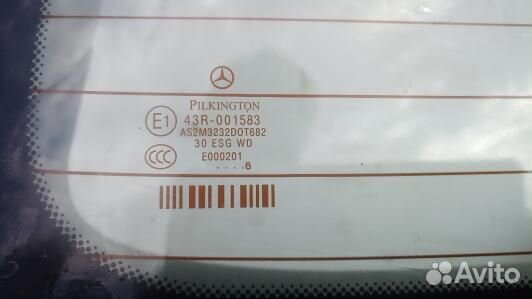 PILKINGTON
E1 43R-001583
AS2M3232DOT682
30 ESG WD
CCC E000201
....6
Avito